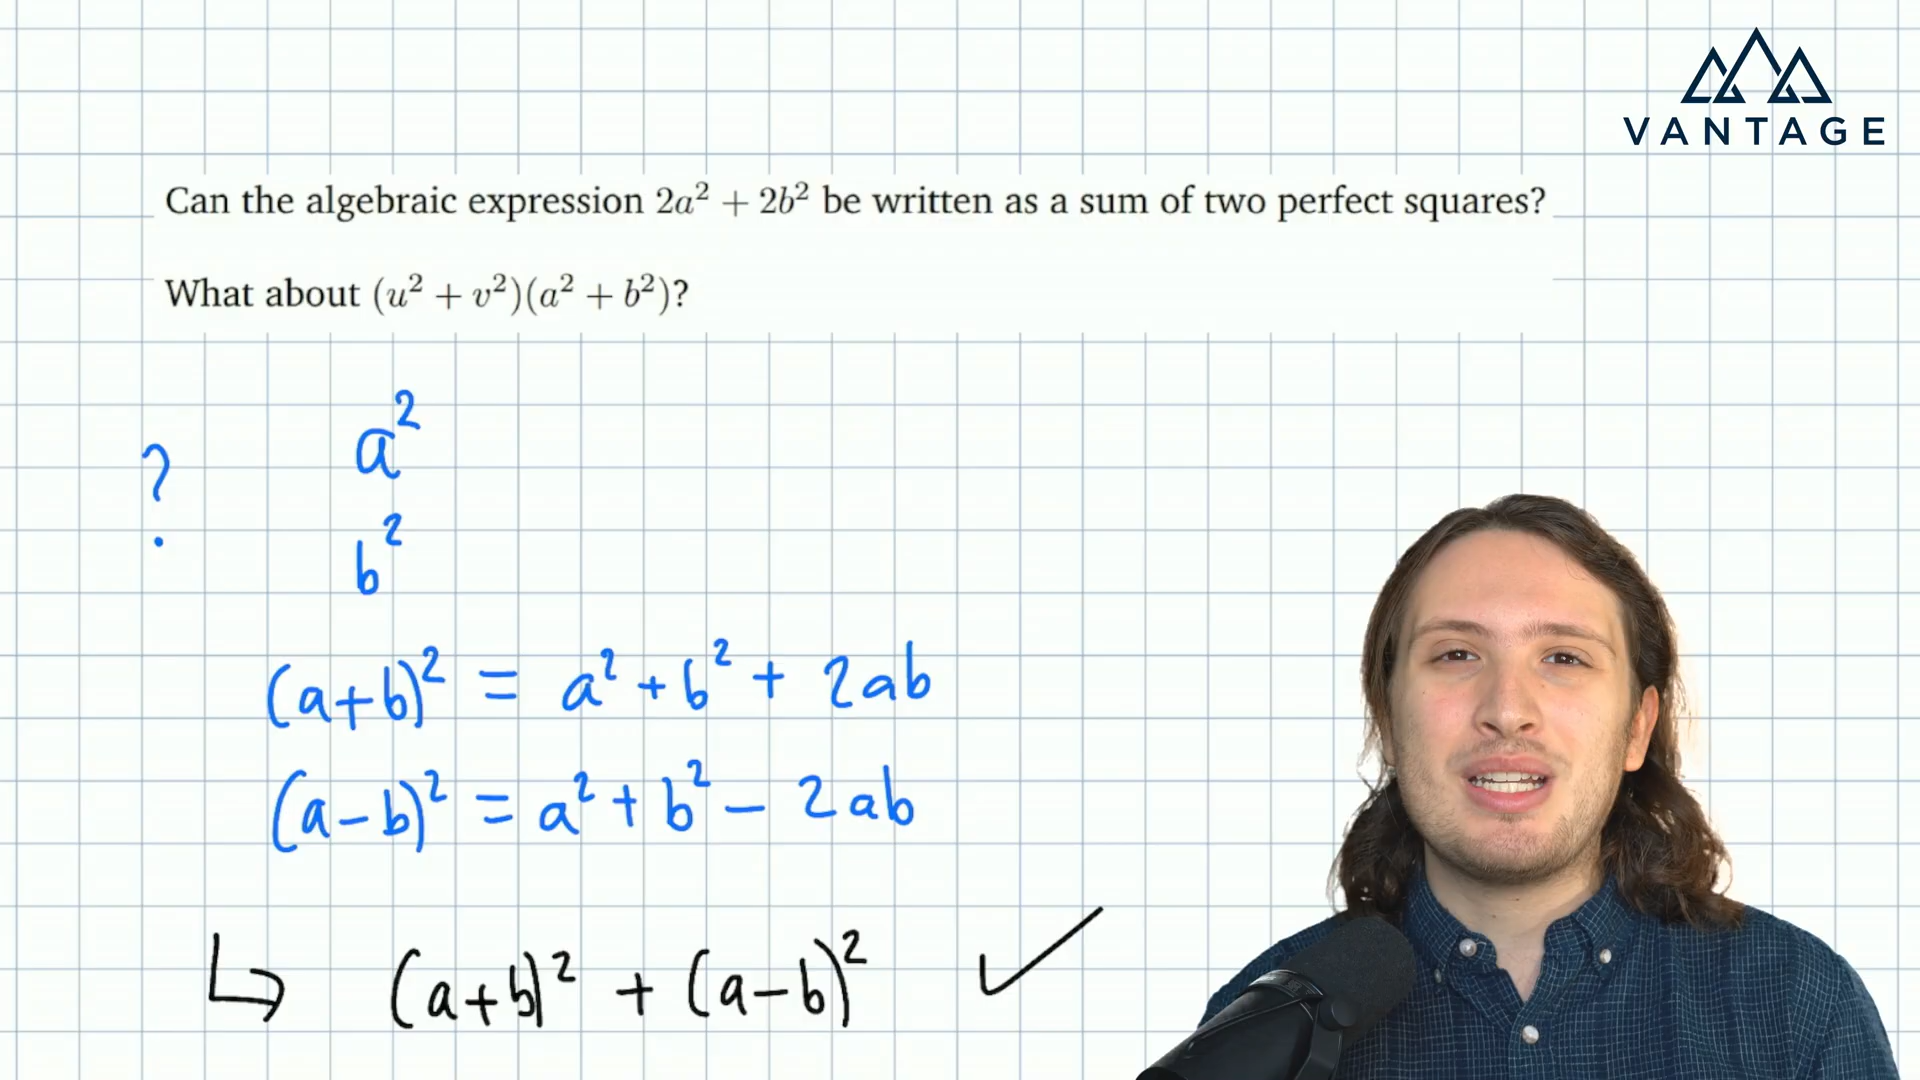 VANTAGE
Can the algebraic expression 2a² + 2b² be written as a sum of two perfect squares?
What about (u² + v²)(a² + b²)?
? a²
b²
(a+b)² = a² + b² + 2ab
(a−b)² = a² + b² − 2ab
↳ (a+b)² + (a−b)² ✓